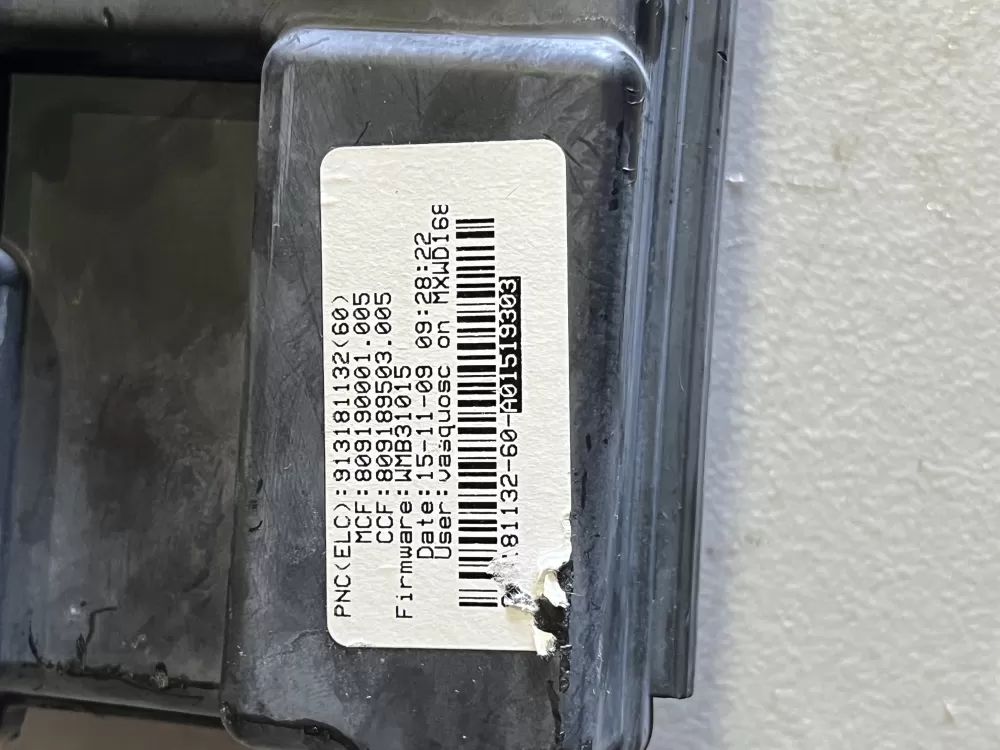 PNC(ELC):913181132(60)
MCF:809190001.005
CCF:809189503.005
Firmware:WMB31015
Date:15-11-09 09:28:22
User:vasquosc on MXWD168
81132-60-A01519303